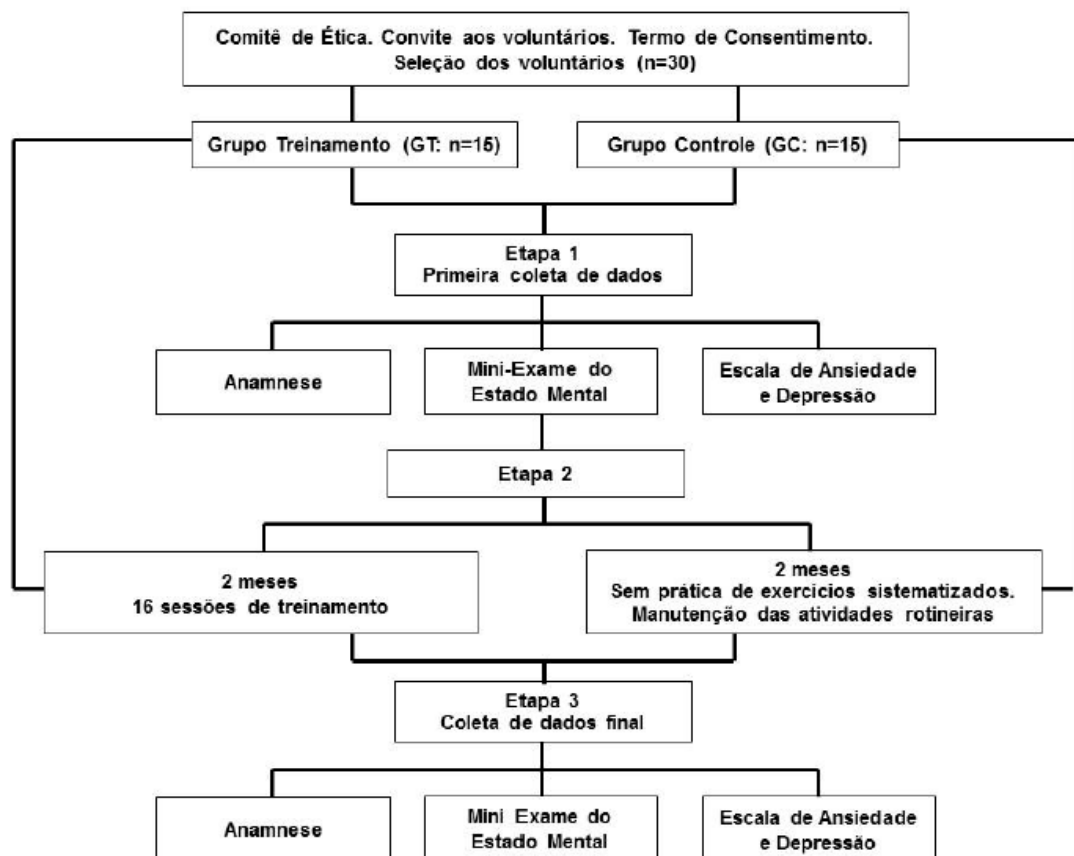 Comitê de Ética. Convite aos voluntários. Termo de Consentimento.
Seleção dos voluntários (n=30)
Grupo Treinamento (GT: n=15)
Grupo Controle (GC: n=15)
Etapa 1
Primeira coleta de dados
Anamnese
Mini-Exame do
Estado Mental
Escala de Ansiedade
e Depressão
Etapa 2
2 meses
16 sessões de treinamento
2 meses
Sem prática de exercícios sistematizados.
Manutenção das atividades rotineiras
Etapa 3
Coleta de dados final
Anamnese
Mini Exame do
Estado Mental
Escala de Ansiedade
e Depressão